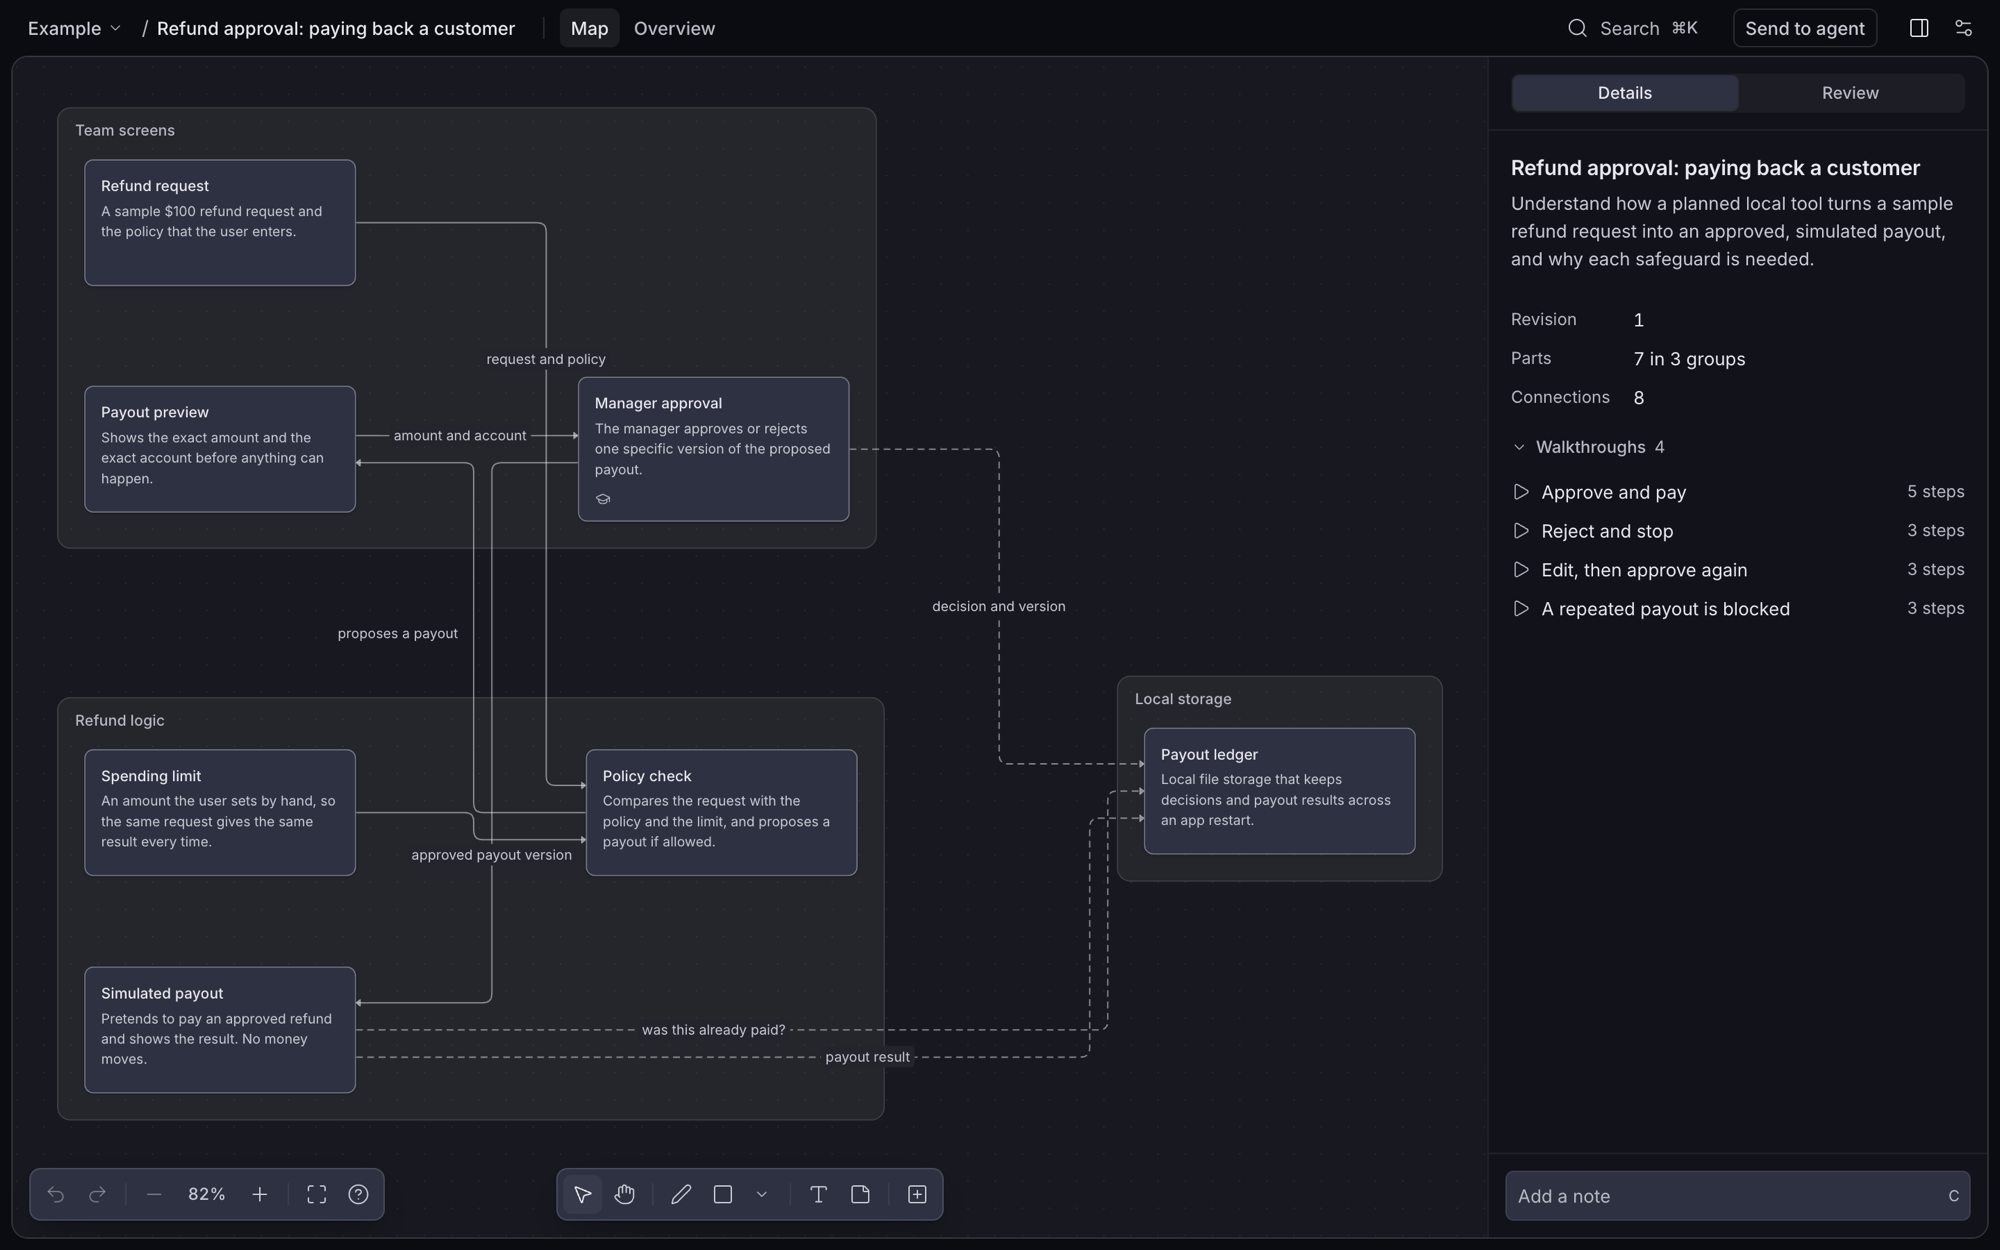 Example / Refund approval: paying back a customer Map Overview Search ⌘K Send to agent
Team screens
Refund request
A sample $100 refund request and
the policy that the user enters.
request and policy
Payout preview
Shows the exact amount and the
exact account before anything can
happen.
amount and account
Manager approval
The manager approves or rejects
one specific version of the proposed
payout.
decision and version
proposes a payout
Refund logic
Spending limit
An amount the user sets by hand, so
the same request gives the same
result every time.
approved payout version
Policy check
Compares the request with the
policy and the limit, and proposes a
payout if allowed.
Local storage
Payout ledger
Local file storage that keeps
decisions and payout results across
an app restart.
Simulated payout
Pretends to pay an approved refund
and shows the result. No money
moves.
was this already paid?
payout result
82%
T
Details Review
Refund approval: paying back a customer
Understand how a planned local tool turns a sample
refund request into an approved, simulated payout,
and why each safeguard is needed.
Revision 1
Parts 7 in 3 groups
Connections 8
Walkthroughs 4
Approve and pay 5 steps
Reject and stop 3 steps
Edit, then approve again 3 steps
A repeated payout is blocked 3 steps
Add a note C